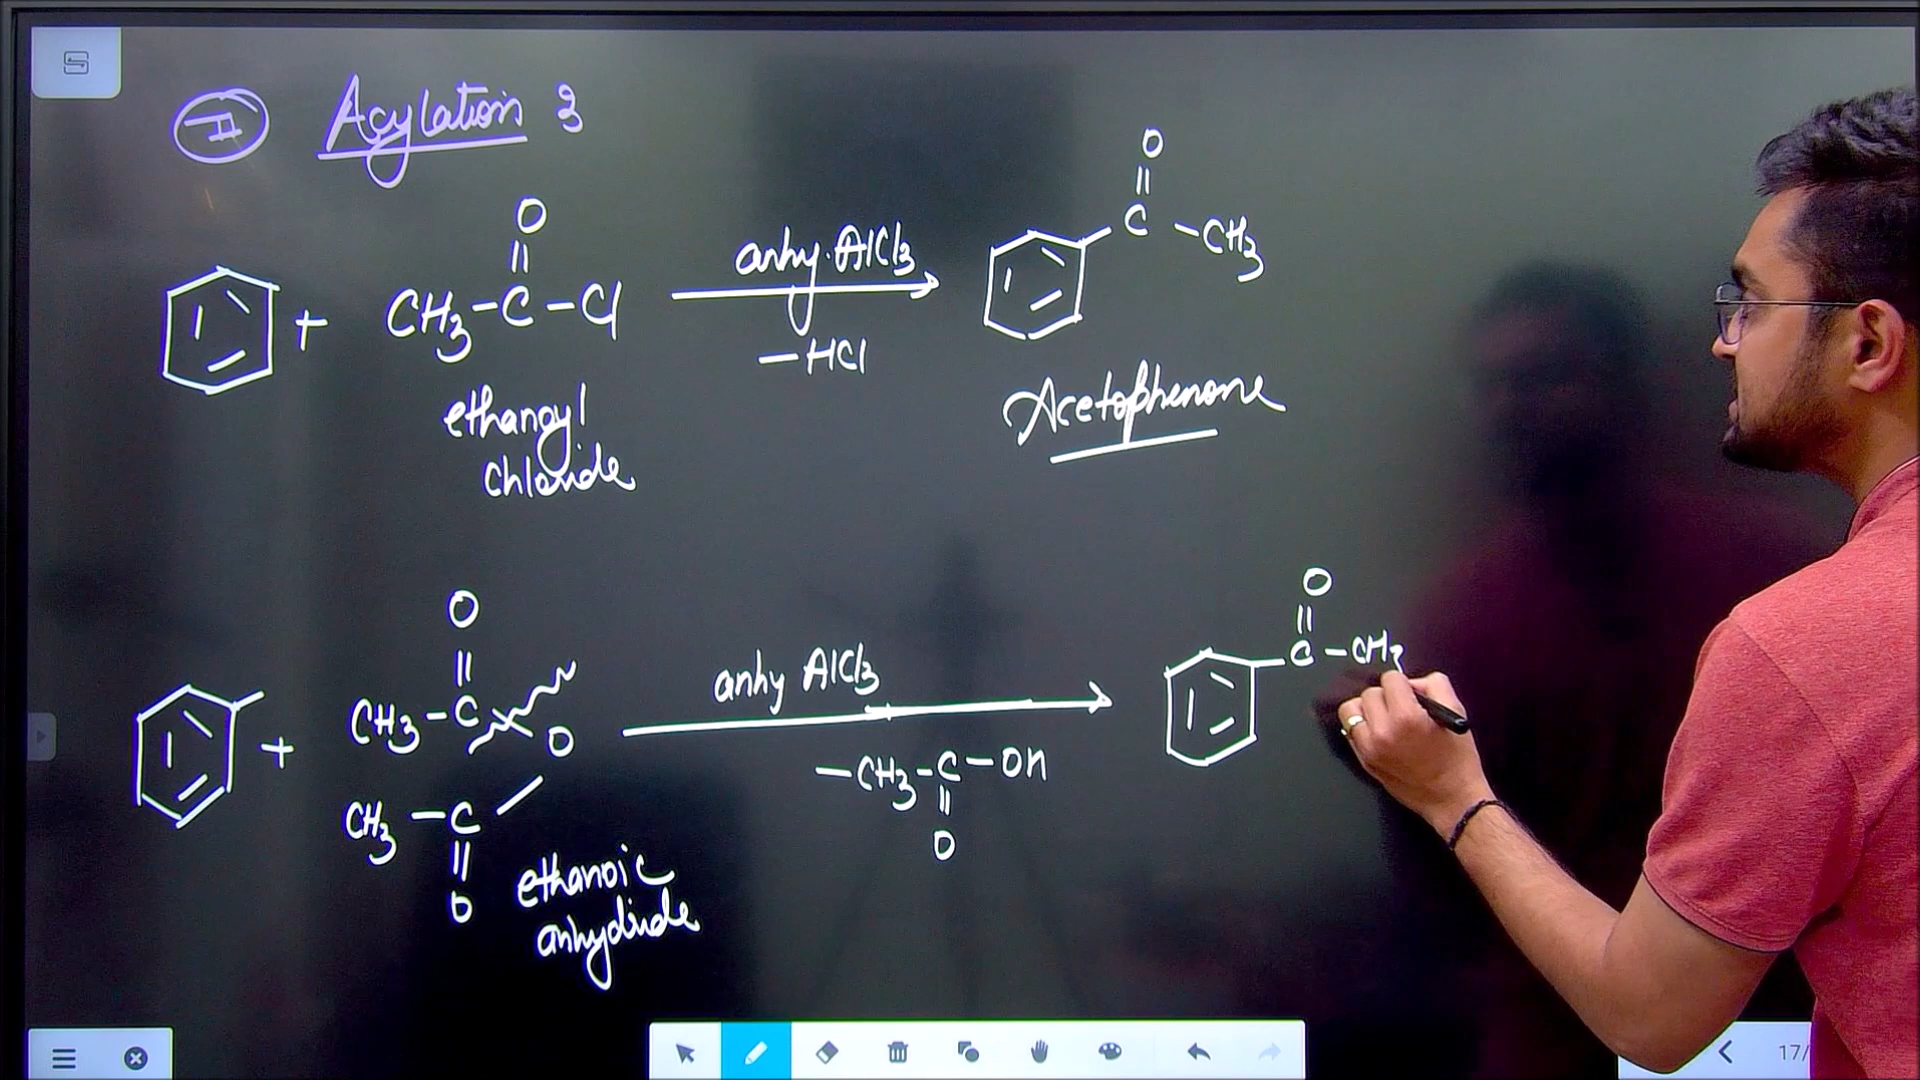 II Acylation :
O
||
CH3-C-Cl
+
ethanoyl
chloride
anhy. AlCl3
-HCl
O
||
C-CH3
Acetophenone
O
||
CH3-C
O
+
CH3-C
||
O
ethanoic
anhydride
anhy AlCl3
-CH3-C-OH
||
O
O
||
C-CH3
17/